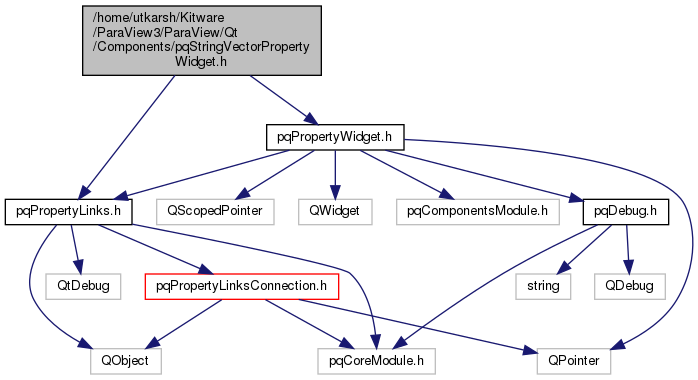 /home/utkarsh/Kitware
/ParaView3/ParaView/Qt
/Components/pqStringVectorProperty
Widget.h
pqPropertyWidget.h
pqPropertyLinks.h
QScopedPointer
QWidget
pqComponentsModule.h
pqDebug.h
QtDebug
pqPropertyLinksConnection.h
string
QDebug
QObject
pqCoreModule.h
QPointer